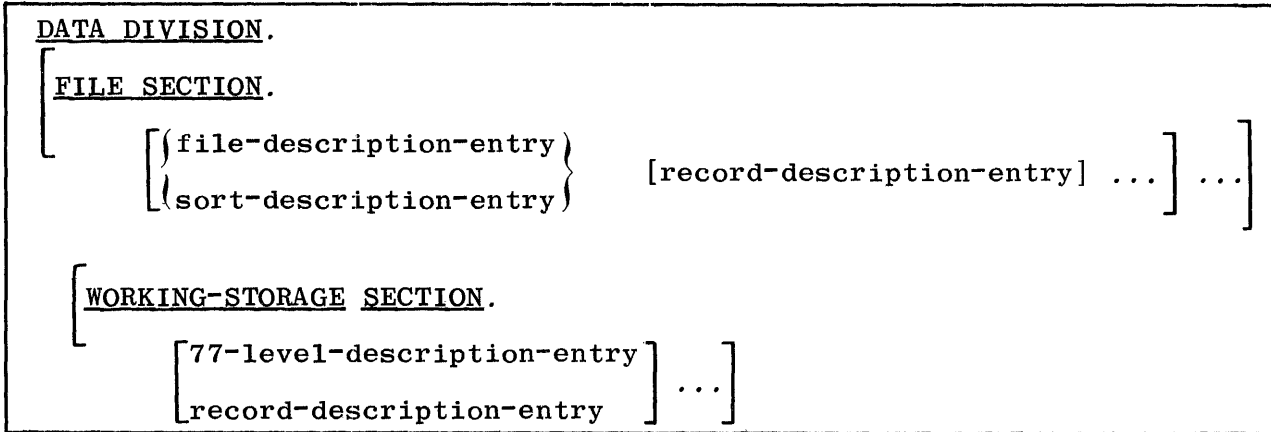 DATA DIVISION.
FILE SECTION.
file-description-entry
[record-description-entry] ... ...
sort-description-entry
WORKING-STORAGE SECTION.
77-level-description-entry
...
record-description-entry